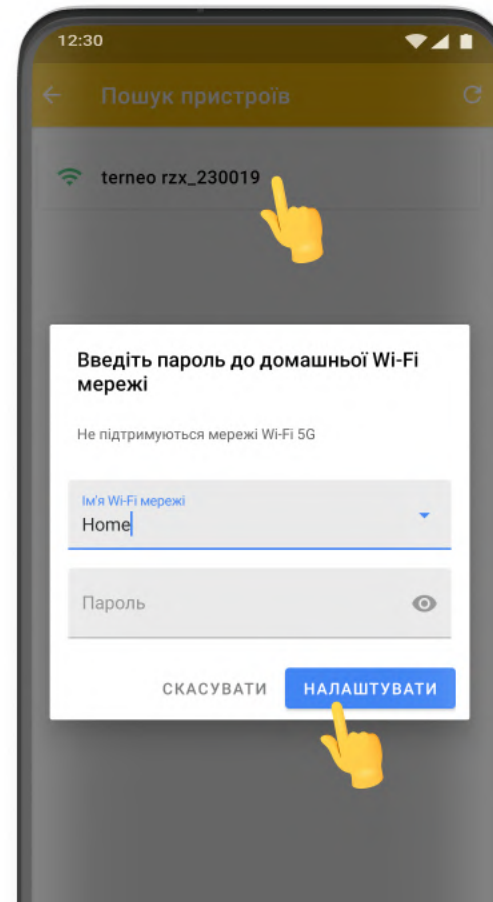 12:30
Пошук пристроїв
terneo rzx_230019
Введіть пароль до домашньої Wi-Fi
мережі
Не підтримуються мережі Wi-Fi 5G
Ім'я Wi-Fi мережі
Home
Пароль
СКАСУВАТИ
НАЛАШТУВАТИ